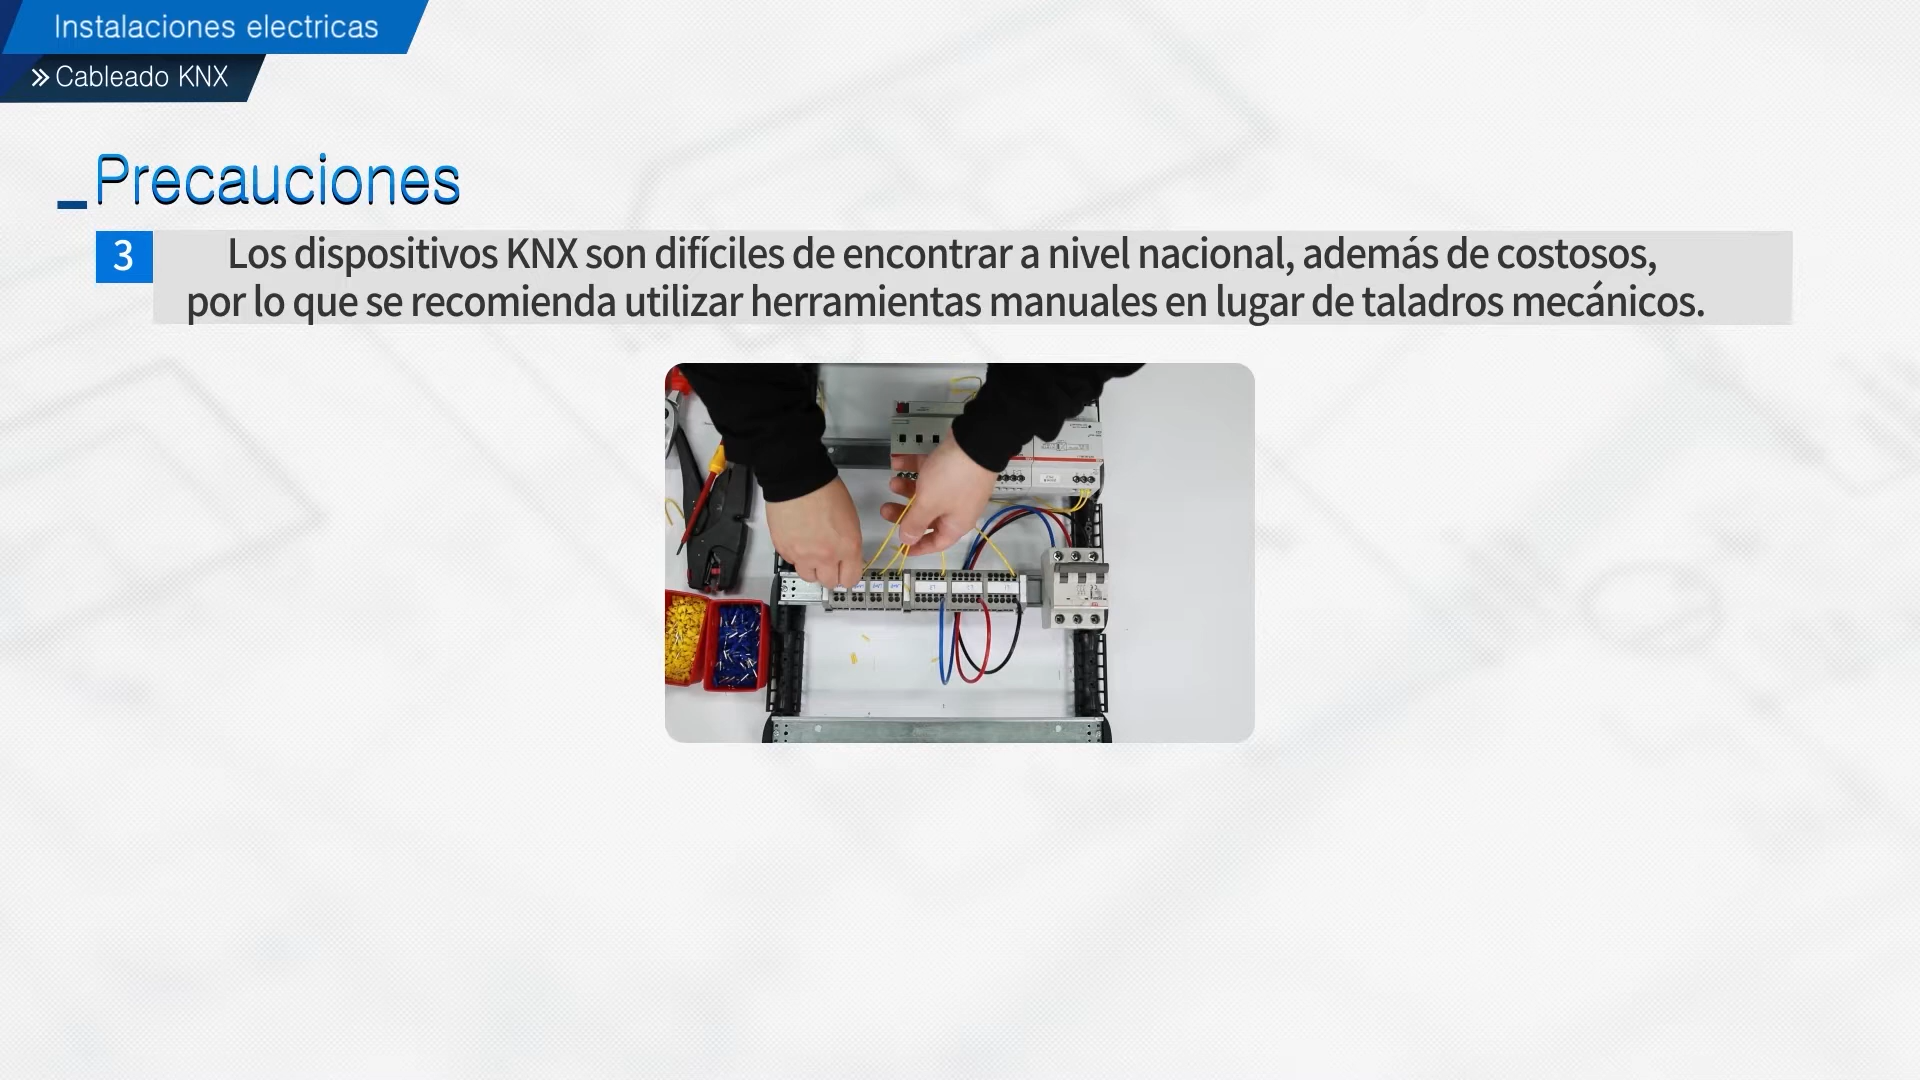 Instalaciones electricas
Cableado KNX
Precauciones
3
Los dispositivos KNX son difíciles de encontrar a nivel nacional, además de costosos,
por lo que se recomienda utilizar herramientas manuales en lugar de taladros mecánicos.